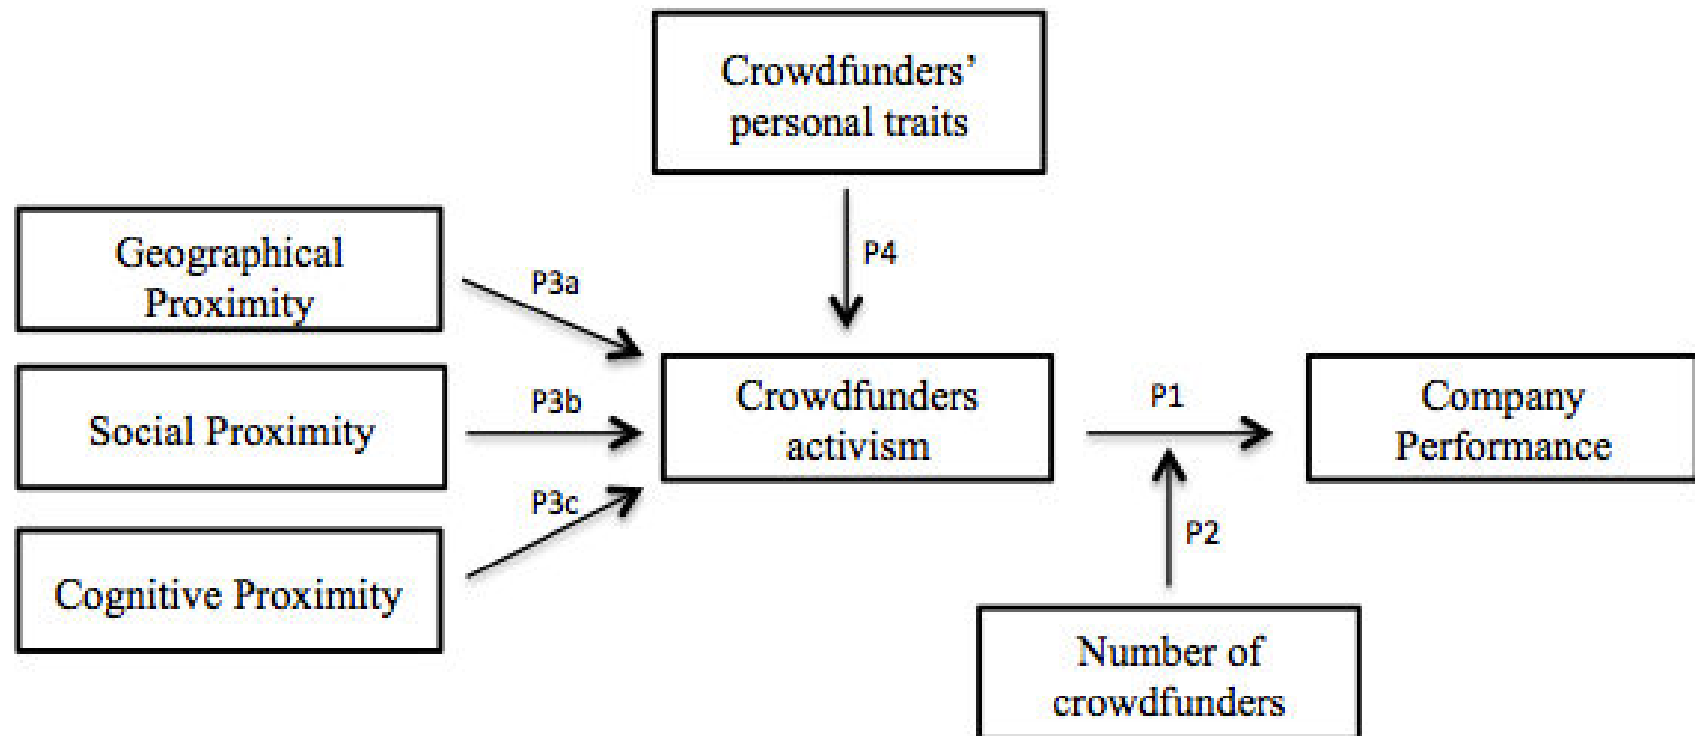 Crowdfunders’
personal traits
P4
Geographical
Proximity
P3a
Social Proximity
P3b
Cognitive Proximity
P3c
Crowdfunders
activism
P1
Company
Performance
P2
Number of
crowdfunders